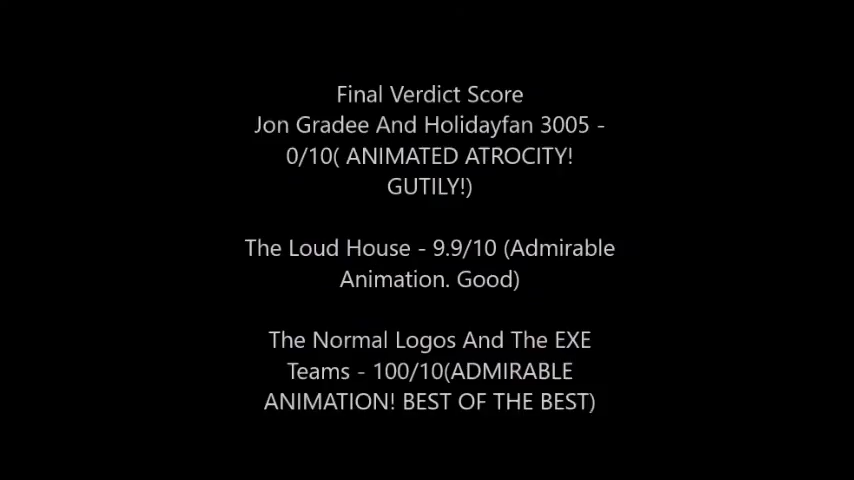 Final Verdict Score
Jon Gradee And Holidayfan 3005 -
0/10( ANIMATED ATROCITY!
GUTILY!)
The Loud House - 9.9/10 (Admirable
Animation. Good)
The Normal Logos And The EXE
Teams - 100/10(ADMIRABLE
ANIMATION! BEST OF THE BEST)